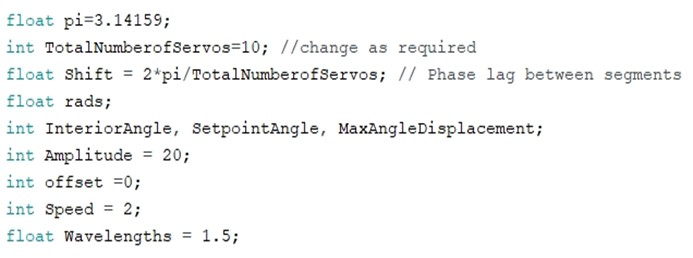 float pi=3.14159;
int TotalNumberofServos=10; //change as required
float Shift = 2*pi/TotalNumberofServos; // Phase lag between segments
float rads;
int InteriorAngle, SetpointAngle, MaxAngleDisplacement;
int Amplitude = 20;
int offset =0;
int Speed = 2;
float Wavelengths = 1.5;